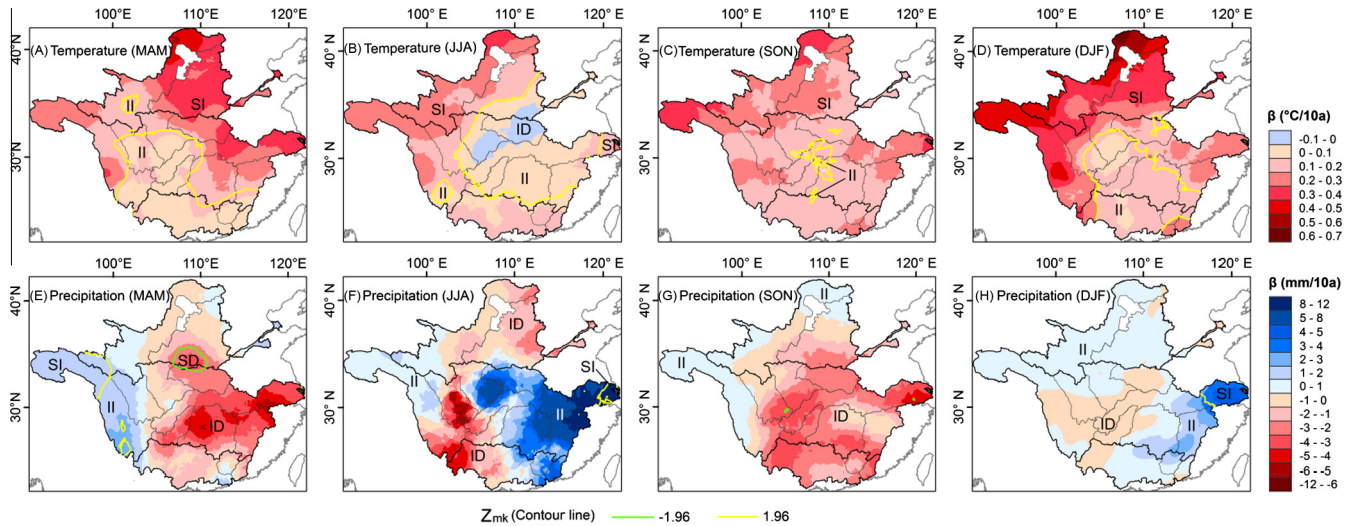 100° E 110° E 120° E
100° E 110° E 120° E
100° E 110° E 120° E
100° E 110° E 120° E
(A) Temperature (MAM)
(B) Temperature (JJA)
(C) Temperature (SON)
(D) Temperature (DJF)
40° N
30° N
II
SI
II
40° N
30° N
SI
ID
SI
II
II
40° N
30° N
SI
II
40° N
30° N
SI
II
β (°C/10a)
-0.1 - 0
0 - 0.1
0.1 - 0.2
0.2 - 0.3
0.3 - 0.4
0.4 - 0.5
0.5 - 0.6
0.6 - 0.7
100° E 110° E 120° E
100° E 110° E 120° E
100° E 110° E 120° E
100° E 110° E 120° E
(E) Precipitation (MAM)
(F) Precipitation (JJA)
(G) Precipitation (SON)
(H) Precipitation (DJF)
40° N
30° N
SI
SD
II
ID
40° N
30° N
ID
SI
II
II
ID
40° N
30° N
II
II
ID
40° N
30° N
II
SI
ID
II
β (mm/10a)
8 - 12
5 - 8
4 - 5
3 - 4
2 - 3
1 - 2
0 - 1
-1 - 0
-2 - -1
-3 - -2
-4 - -3
-5 - -4
-6 - -5
-12 - -6
Zmk (Contour line) -1.96 1.96